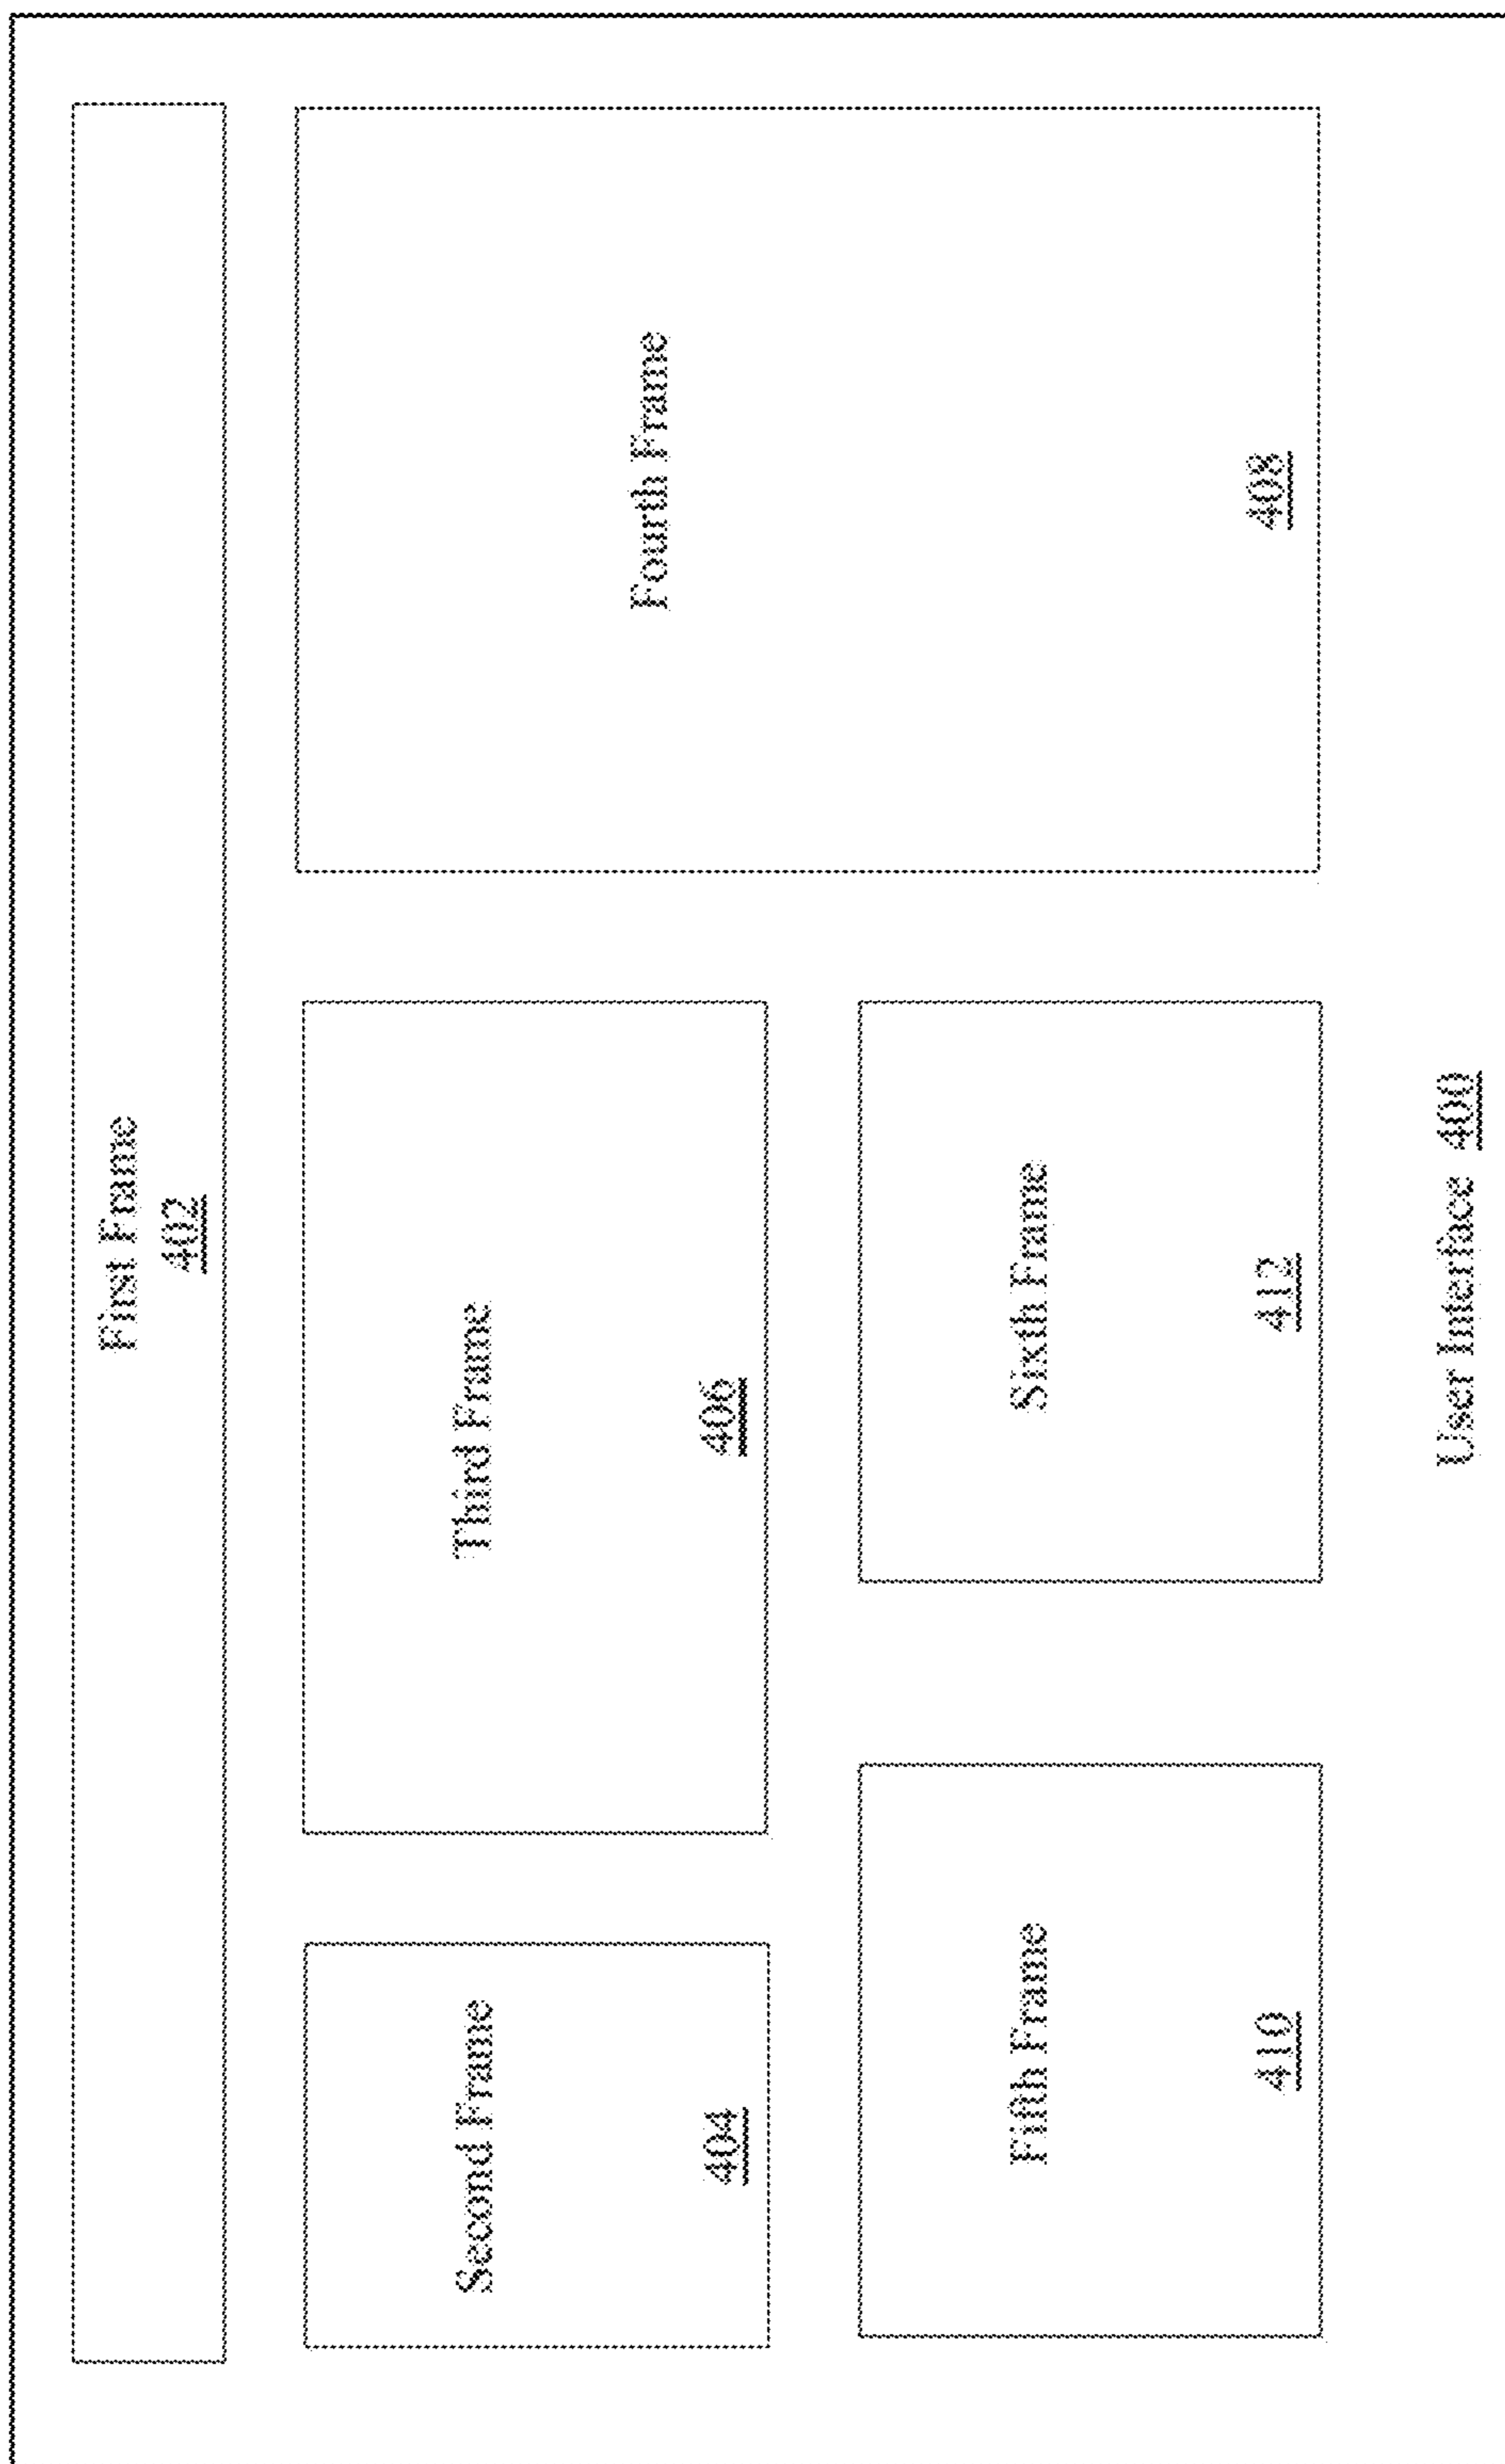 First Frame
402
Second Frame
404
Third Frame
406
Fourth Frame
408
Fifth Frame
410
Sixth Frame
412
User Interface 400